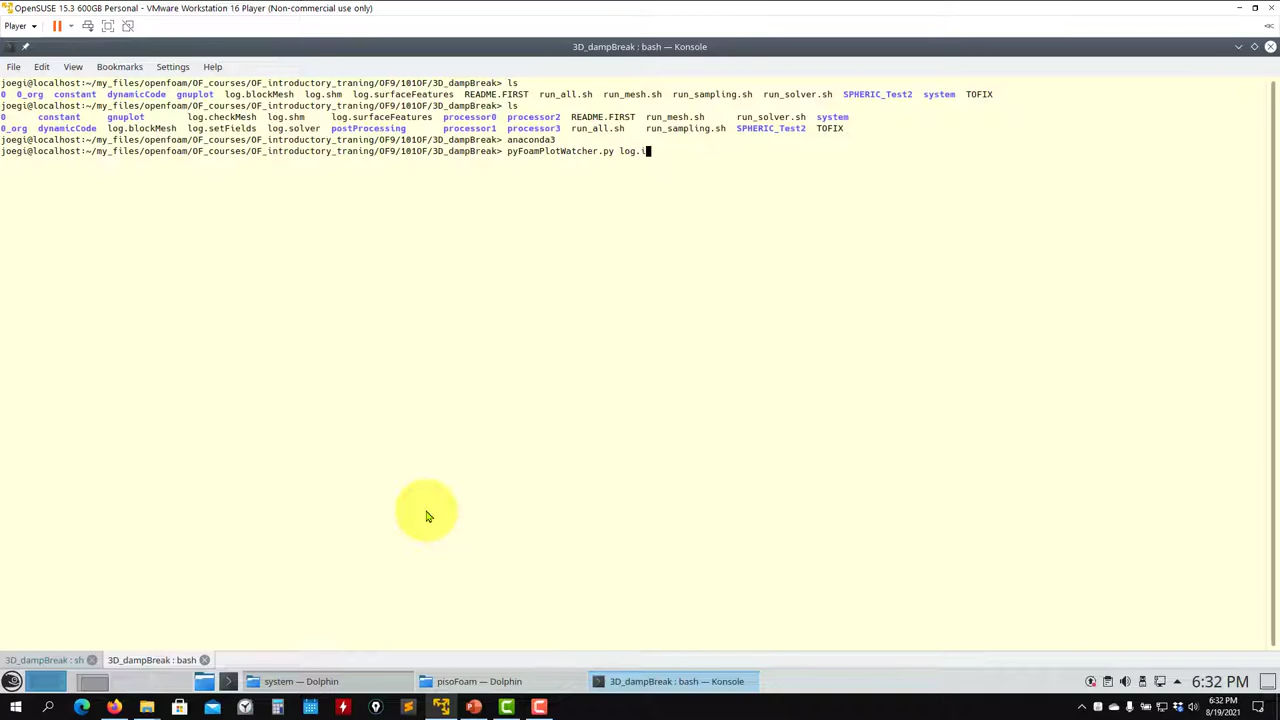 OpenSUSE 15.3 600GB Personal - VMware Workstation 16 Player (Non-commercial use only)
Player
3D_dampBreak : bash — Konsole
File Edit View Bookmarks Settings Help
joegi@localhost:~/my_files/openfoam/OF_courses/OF_introductory_traning/OF9/101OF/3D_dampBreak> ls
0 0_org constant dynamicCode gnuplot log.blockMesh log.shm log.surfaceFeatures README.FIRST run_all.sh run_mesh.sh run_sampling.sh run_solver.sh SPHERIC_Test2 system TOFIX
joegi@localhost:~/my_files/openfoam/OF_courses/OF_introductory_traning/OF9/101OF/3D_dampBreak> ls
0 constant gnuplot log.checkMesh log.shm log.surfaceFeatures processor0 processor2 README.FIRST run_mesh.sh run_solver.sh system
0_org dynamicCode log.blockMesh log.setFields log.solver postProcessing processor1 processor3 run_all.sh run_sampling.sh SPHERIC_Test2 TOFIX
joegi@localhost:~/my_files/openfoam/OF_courses/OF_introductory_traning/OF9/101OF/3D_dampBreak> anaconda3
joegi@localhost:~/my_files/openfoam/OF_courses/OF_introductory_traning/OF9/101OF/3D_dampBreak> pyFoamPlotWatcher.py log.i
3D_dampBreak : sh 3D_dampBreak : bash
system — Dolphin pisoFoam — Dolphin 3D_dampBreak : bash — Konsole 6:32 PM
6:32 PM
8/19/2021